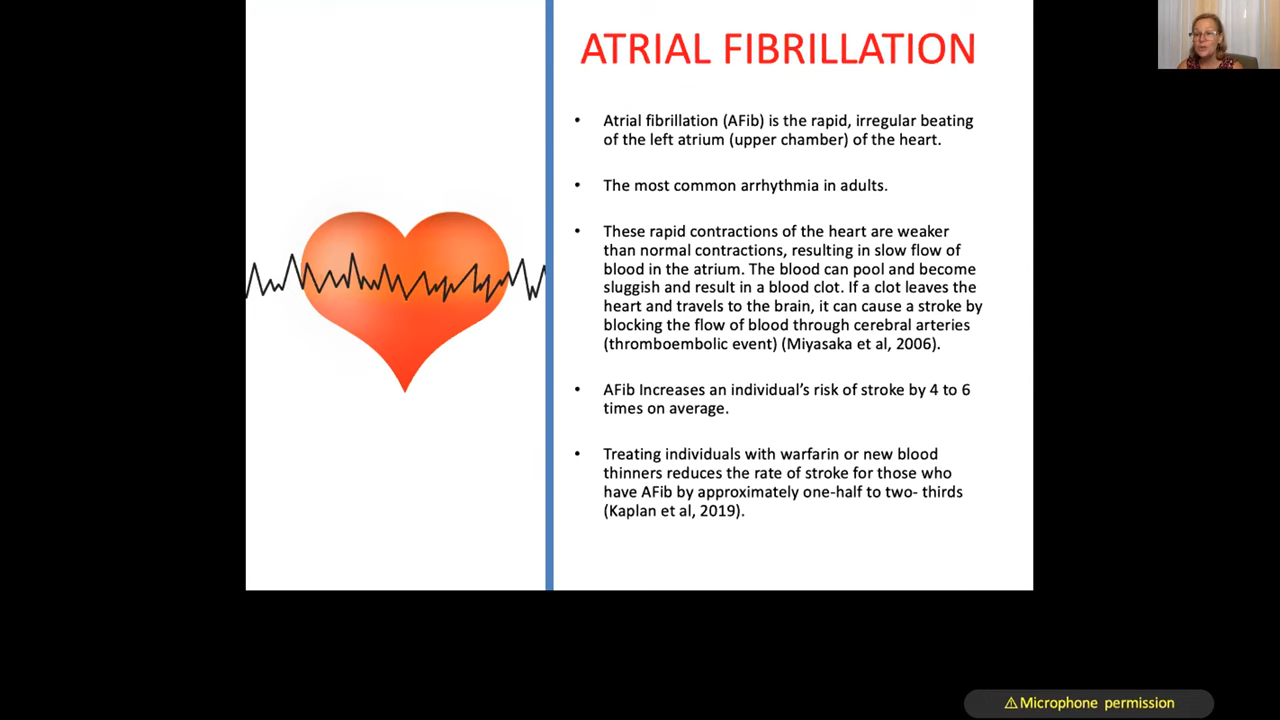 ATRIAL FIBRILLATION
• Atrial fibrillation (AFib) is the rapid, irregular beating
of the left atrium (upper chamber) of the heart.
• The most common arrhythmia in adults.
• These rapid contractions of the heart are weaker
than normal contractions, resulting in slow flow of
blood in the atrium. The blood can pool and become
sluggish and result in a blood clot. If a clot leaves the
heart and travels to the brain, it can cause a stroke by
blocking the flow of blood through cerebral arteries
(thromboembolic event) (Miyasaka et al, 2006).
• AFib Increases an individual’s risk of stroke by 4 to 6
times on average.
• Treating individuals with warfarin or new blood
thinners reduces the rate of stroke for those who
have AFib by approximately one-half to two- thirds
(Kaplan et al, 2019).
⚠Microphone permission